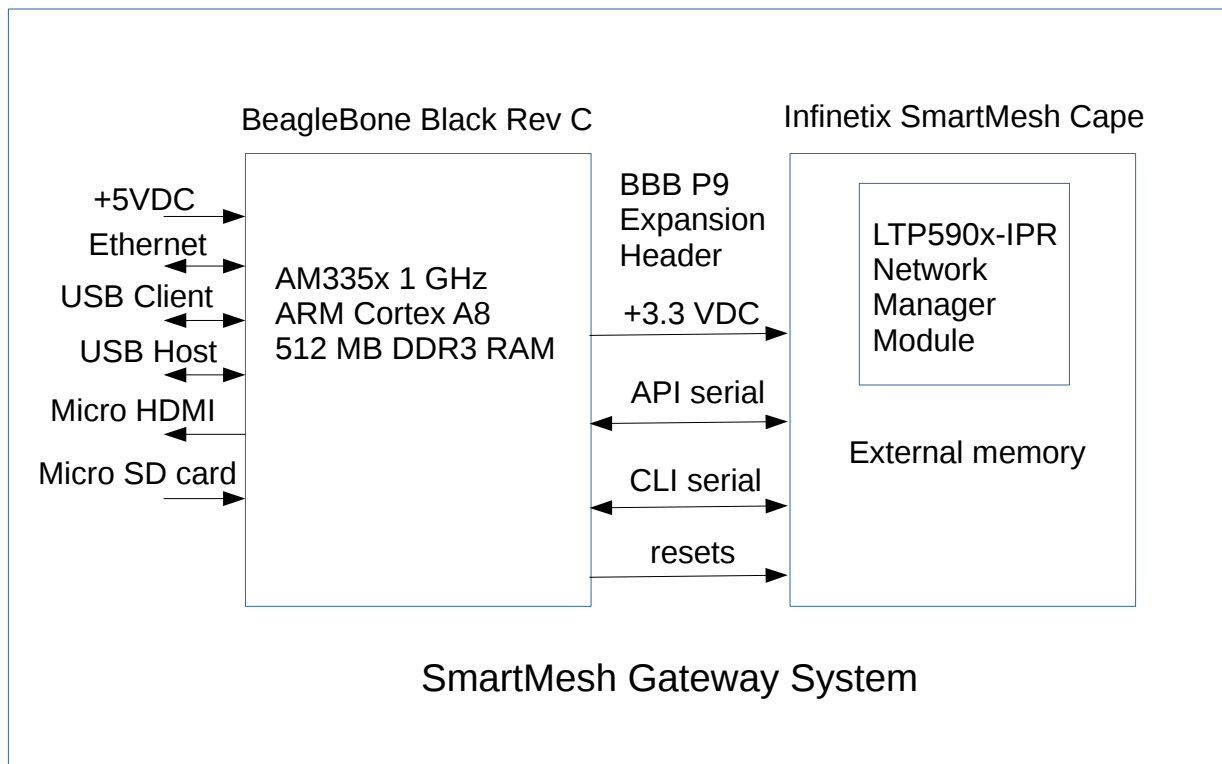 BeagleBone Black Rev C
Infinetix SmartMesh Cape
+5VDC
Ethernet
USB Client
USB Host
Micro HDMI
Micro SD card
AM335x 1 GHz
ARM Cortex A8
512 MB DDR3 RAM
BBB P9
Expansion
Header
+3.3 VDC
API serial
CLI serial
resets
LTP590x-IPR
Network
Manager
Module
External memory
SmartMesh Gateway System